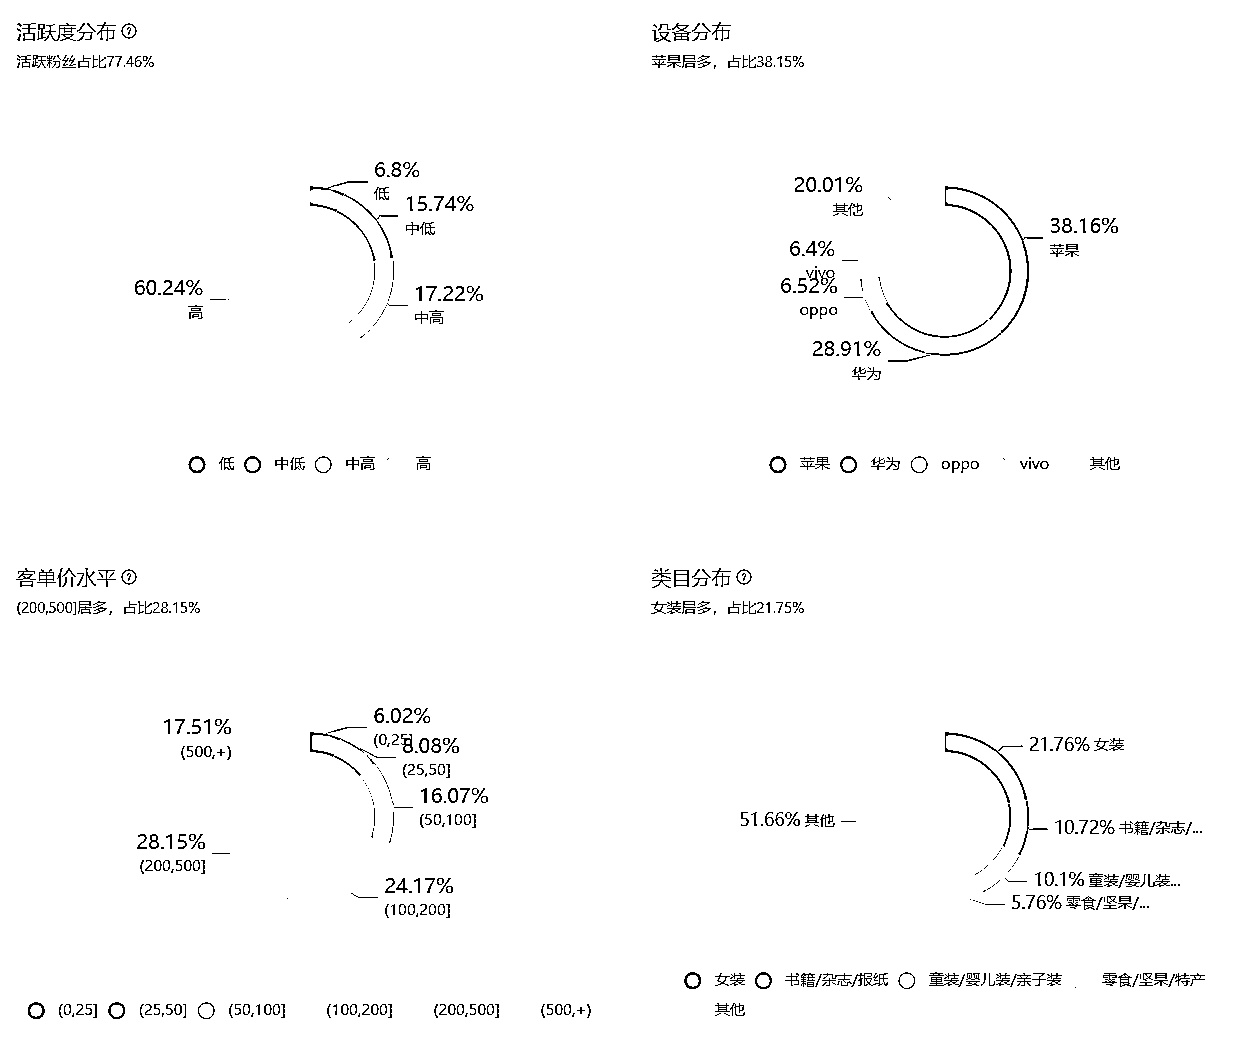 活跃度分布
活跃粉丝占比77.46%
6.8%
低
15.74%
中低
17.22%
中高
60.24%
高
低 中低 中高 高
设备分布
苹果居多，占比38.15%
20.01%
其他
38.16%
苹果
6.4%
vivo
6.52%
oppo
28.91%
华为
苹果 华为 oppo vivo 其他
客单价水平
(200,500]居多，占比28.15%
17.51%
(500,+)
6.02%
(0,25]
8.08%
(25,50]
16.07%
(50,100]
28.15%
(200,500]
24.17%
(100,200]
(0,25] (25,50] (50,100] (100,200] (200,500] (500,+)
类目分布
女装居多，占比21.75%
21.76% 女装
51.66% 其他
10.72% 书籍/杂志/...
10.1% 童装/婴儿装...
5.76% 零食/坚果/...
女装 书籍/杂志/报纸 童装/婴儿装/亲子装 零食/坚果/特产
其他